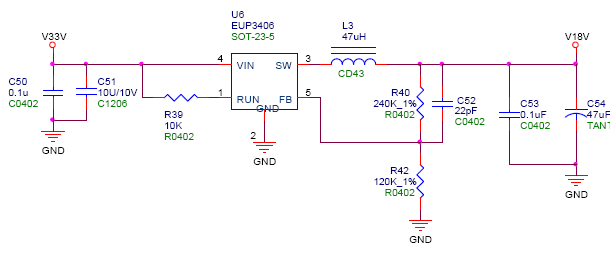 V33V
C50
0.1u
C0402
C51
10U/10V
C1206
GND
R39
10K
R0402
U6
EUP3406
SOT-23-5
4
VIN
SW
3
1
RUN
FB
5
GND
2
GND
L3
47uH
CD43
R40
240K_1%
R0402
C52
22pF
C0402
R42
120K_1%
R0402
GND
C53
0.1uF
C0402
V18V
C54
47uF
TANT
GND